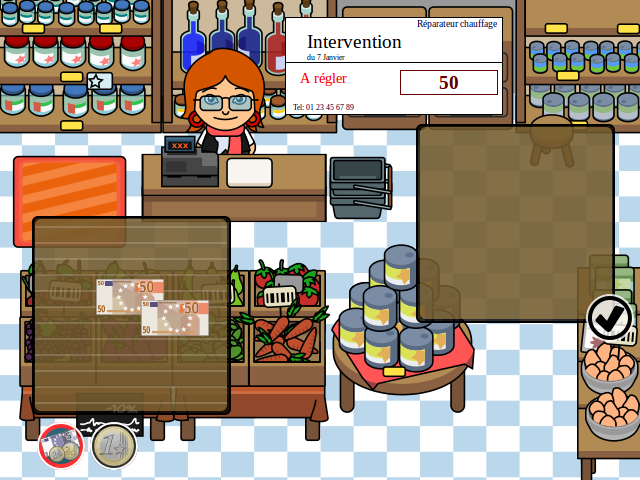 Réparateur chauffage
Intervention
du 7 Janvier
A régler
50
Tel: 01 23 45 67 89
XXX
50
50
50
50
50
50
-10%
1